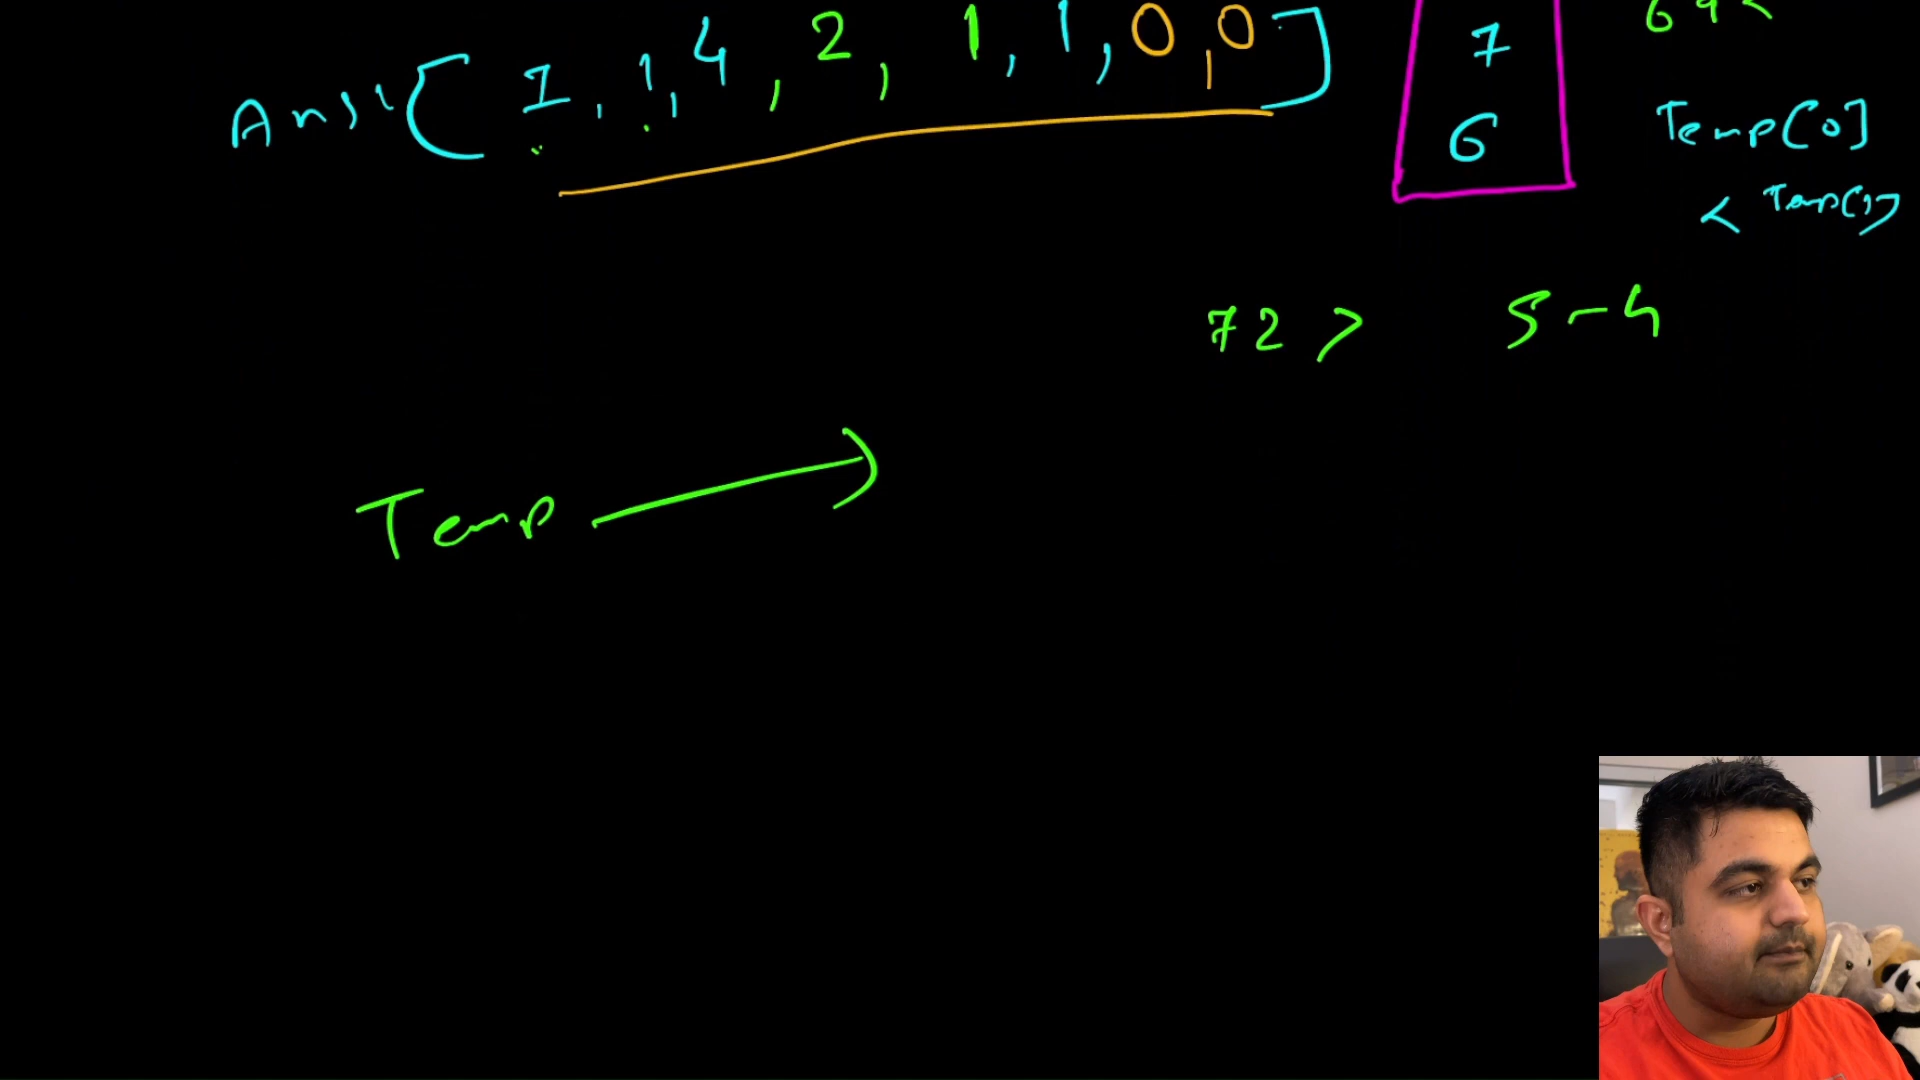 Ans: [ 1, 1, 4, 2, 1, 1, 0, 0 ]
7
6
69 <
Temp[0]
< Temp[1]
72 >
5 - 4
Temp →